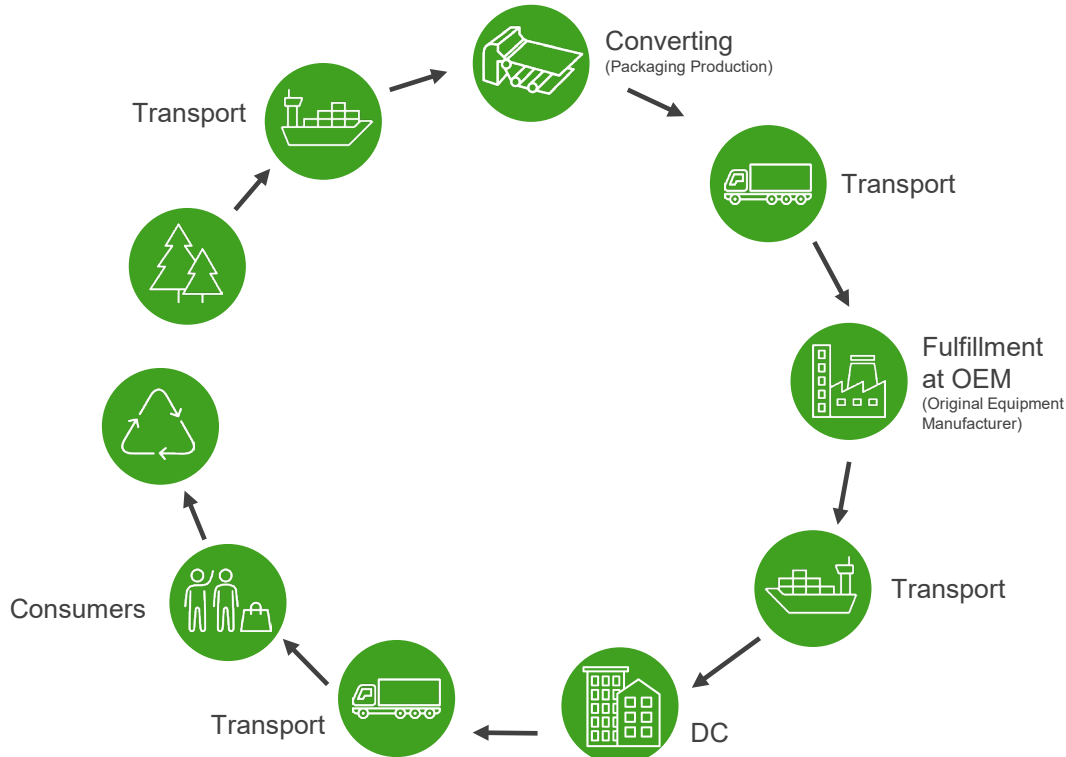 Converting
(Packaging Production)
Transport
Transport
Fulfillment
at OEM
(Original Equipment
Manufacturer)
Transport
Consumers
Transport
DC